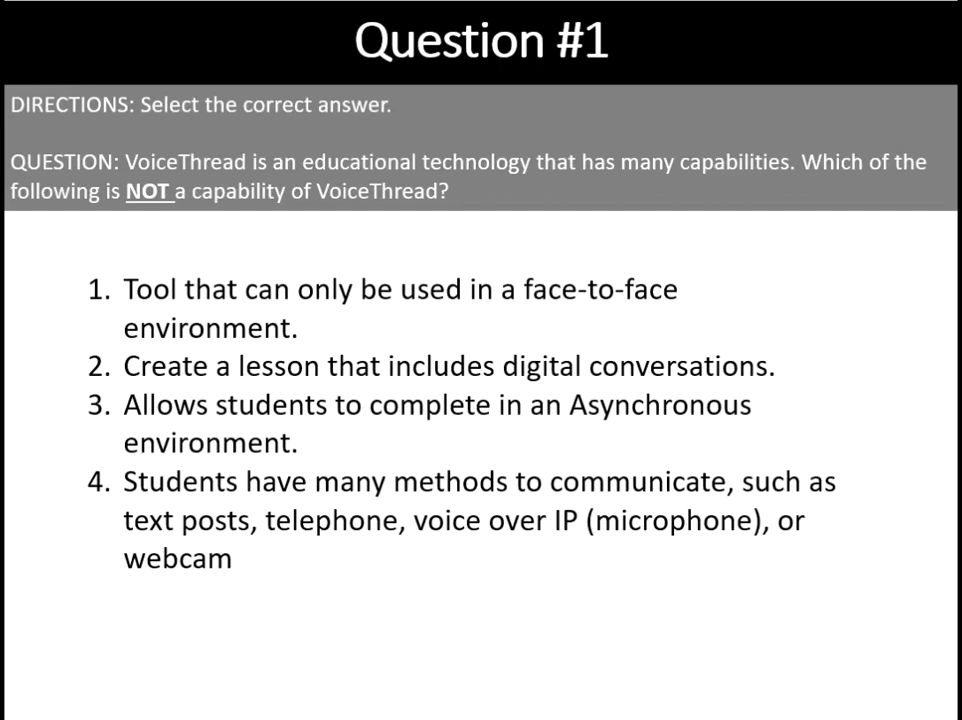 Question #1
DIRECTIONS: Select the correct answer.
QUESTION: VoiceThread is an educational technology that has many capabilities. Which of the
following is NOT a capability of VoiceThread?
1. Tool that can only be used in a face-to-face
environment.
2. Create a lesson that includes digital conversations.
3. Allows students to complete in an Asynchronous
environment.
4. Students have many methods to communicate, such as
text posts, telephone, voice over IP (microphone), or
webcam